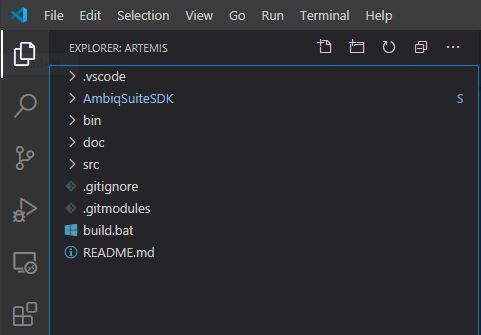 File Edit Selection View Go Run Terminal Help
EXPLORER: ARTEMIS
.vscode
AmbiqSuiteSDK S
bin
doc
src
.gitignore
.gitmodules
build.bat
README.md